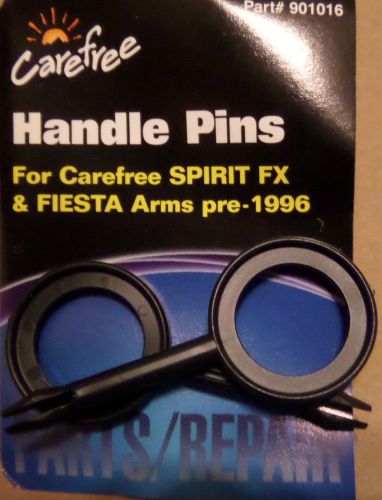 Part# 901016
Carefree
Handle Pins
For Carefree SPIRIT FX
& FIESTA Arms pre-1996
PARTS/REPAIR